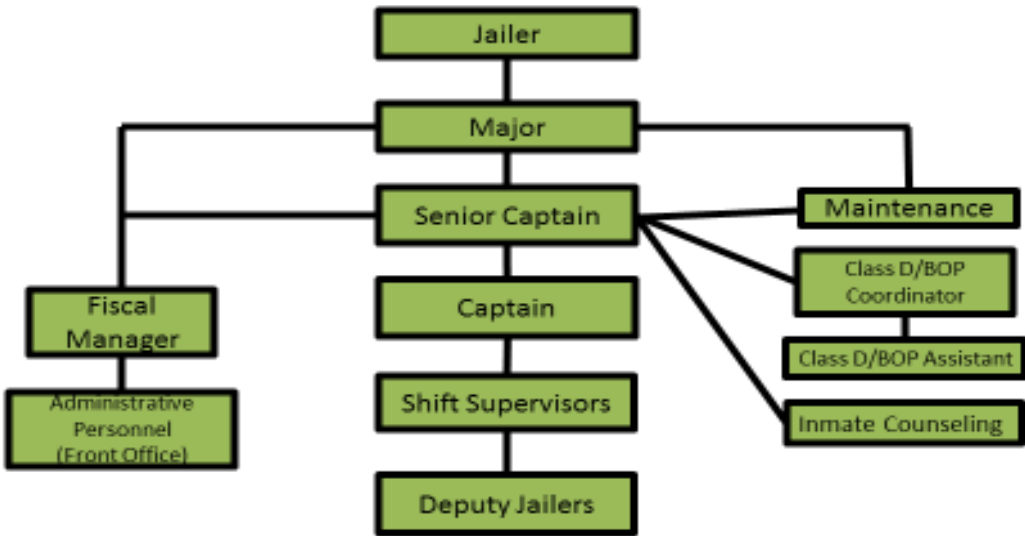 Jailer
Major
Senior Captain
Maintenance
Class D/BOP
Coordinator
Fiscal
Manager
Captain
Class D/BOP Assistant
Administrative
Personnel
(Front Office)
Shift Supervisors
Inmate Counseling
Deputy Jailers